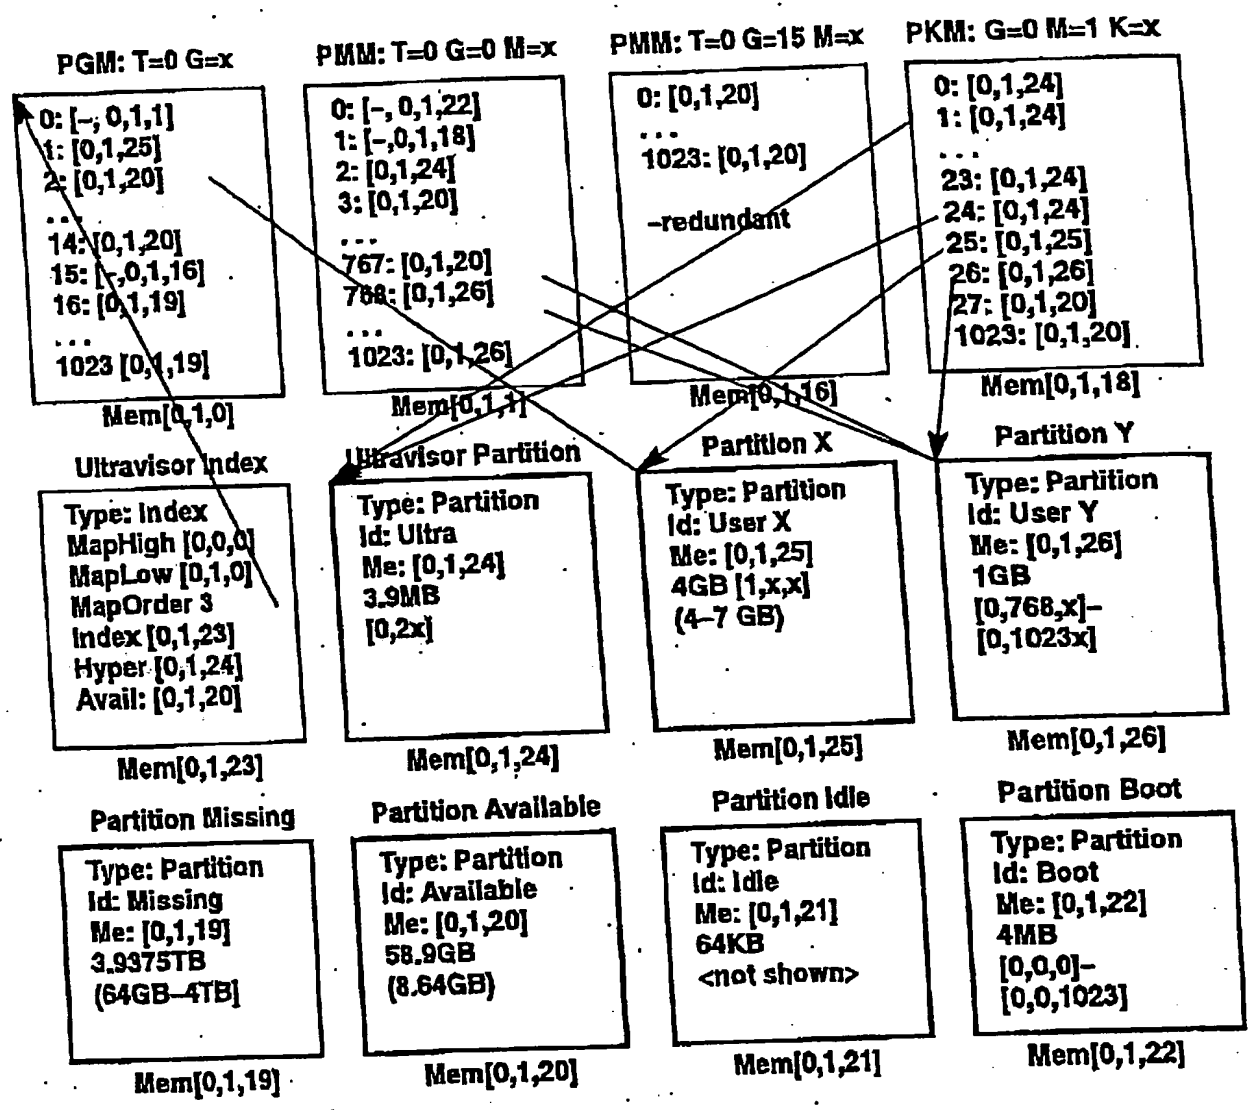 PGM: T=0 G=x
0: [–, 0,1,1]
1: [0,1,25]
2: [0,1,20]
...
14: [0,1,20]
15: [–,0,1,16]
16: [0,1,19]
...
1023 [0,1,19]
Mem[0,1,0]
PMM: T=0 G=0 M=x
0: [–, 0,1,22]
1: [–,0,1,18]
2: [0,1,24]
3: [0,1,20]
...
767: [0,1,20]
768: [0,1,26]
...
1023: [0,1,26]
Mem[0,1,1]
PMM: T=0 G=15 M=x
0: [0,1,20]
...
1023: [0,1,20]
–redundant
Mem[0,1,16]
PKM: G=0 M=1 K=x
0: [0,1,24]
1: [0,1,24]
...
23: [0,1,24]
24: [0,1,24]
25: [0,1,25]
26: [0,1,26]
27: [0,1,20]
1023: [0,1,20]
Mem[0,1,18]
Ultravisor Index
Type: Index
MapHigh [0,0,0]
MapLow [0,1,0]
MapOrder 3
Index [0,1,23]
Hyper [0,1,24]
Avail: [0,1,20]
Mem[0,1,23]
Ultravisor Partition
Type: Partition
Id: Ultra
Me: [0,1,24]
3.9MB
[0,2x]
Mem[0,1,24]
Partition X
Type: Partition
Id: User X
Me: [0,1,25]
4GB [1,x,x]
(4–7 GB)
Mem[0,1,25]
Partition Y
Type: Partition
Id: User Y
Me: [0,1,26]
1GB
[0,768,x]–
[0,1023x]
Mem[0,1,26]
Partition Missing
Type: Partition
Id: Missing
Me: [0,1,19]
3.9375TB
(64GB–4TB]
Mem[0,1,19]
Partition Available
Type: Partition
Id: Available
Me: [0,1,20]
58.9GB
(8.64GB)
Mem[0,1,20]
Partition Idle
Type: Partition
Id: Idle
Me: [0,1,21]
64KB
<not shown>
Mem[0,1,21]
Partition Boot
Type: Partition
Id: Boot
Me: [0,1,22]
4MB
[0,0,0]–
[0,0,1023]
Mem[0,1,22]